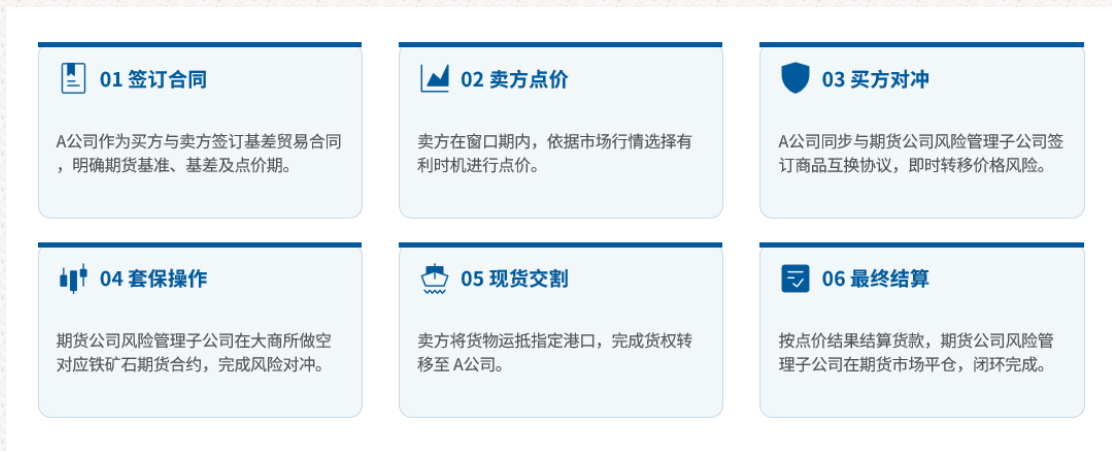 01 签订合同
A公司作为买方与卖方签订基差贸易合同
，明确期货基准、基差及点价期。
02 卖方点价
卖方在窗口期内，依据市场行情选择有
利时机进行点价。
03 买方对冲
A公司同步与期货公司风险管理子公司签
订商品互换协议，即时转移价格风险。
04 套保操作
期货公司风险管理子公司在大商所做空
对应铁矿石期货合约，完成风险对冲。
05 现货交割
卖方将货物运抵指定港口，完成货权转
移至 A公司。
06 最终结算
按点价结果结算货款，期货公司风险管
理子公司在期货市场平仓，闭环完成。